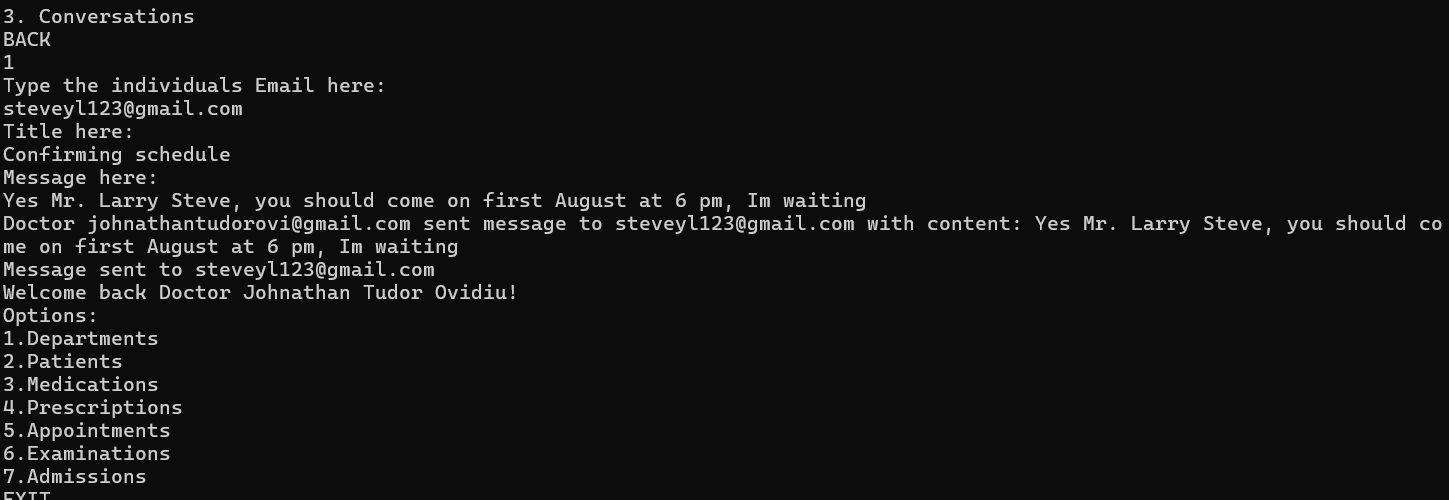 3. Conversations
BACK
1
Type the individuals Email here:
steveyl123@gmail.com
Title here:
Confirming schedule
Message here:
Yes Mr. Larry Steve, you should come on first August at 6 pm, Im waiting
Doctor johnathantudorovi@gmail.com sent message to steveyl123@gmail.com with content: Yes Mr. Larry Steve, you should co
me on first August at 6 pm, Im waiting
Message sent to steveyl123@gmail.com
Welcome back Doctor Johnathan Tudor Ovidiu!
Options:
1.Departments
2.Patients
3.Medications
4.Prescriptions
5.Appointments
6.Examinations
7.Admissions
EXIT